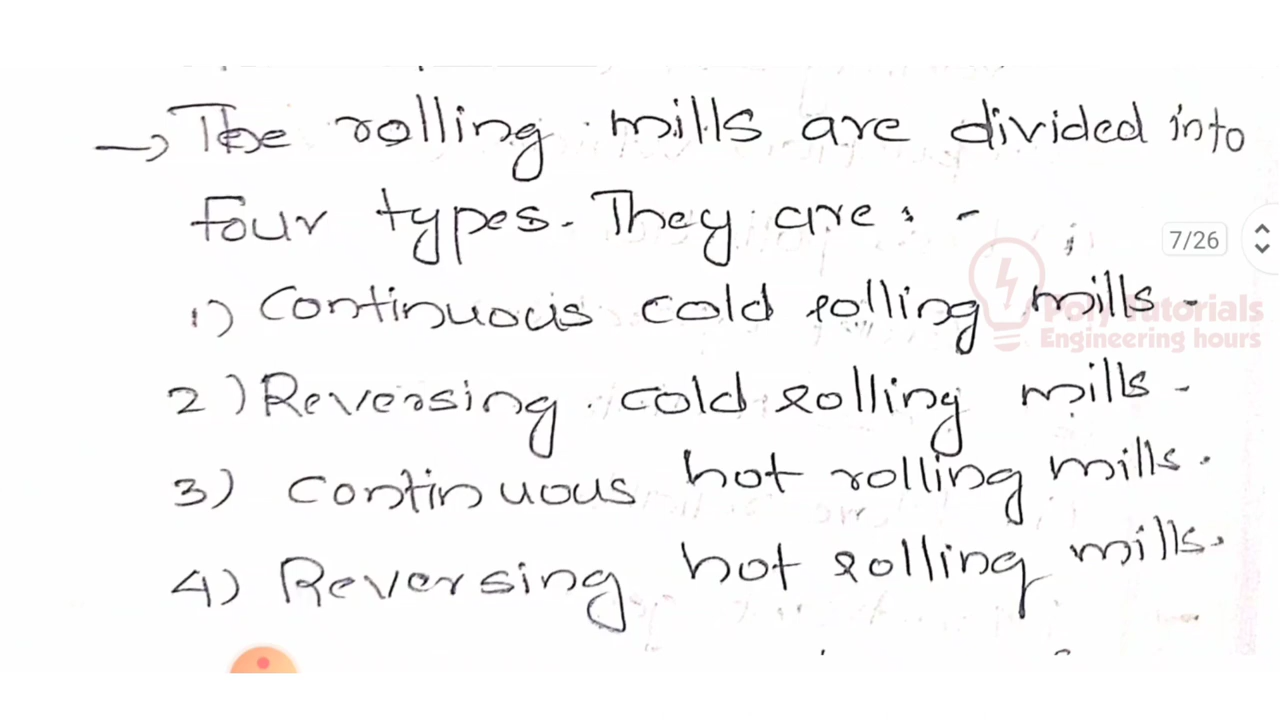 → The rolling mills are divided into
four types. They are : -
1) Continuous cold rolling mills.
2) Reversing cold rolling mills.
3) Continuous hot rolling mills.
4) Reversing hot rolling mills.
7/26
Poly Tutorials
Engineering hours